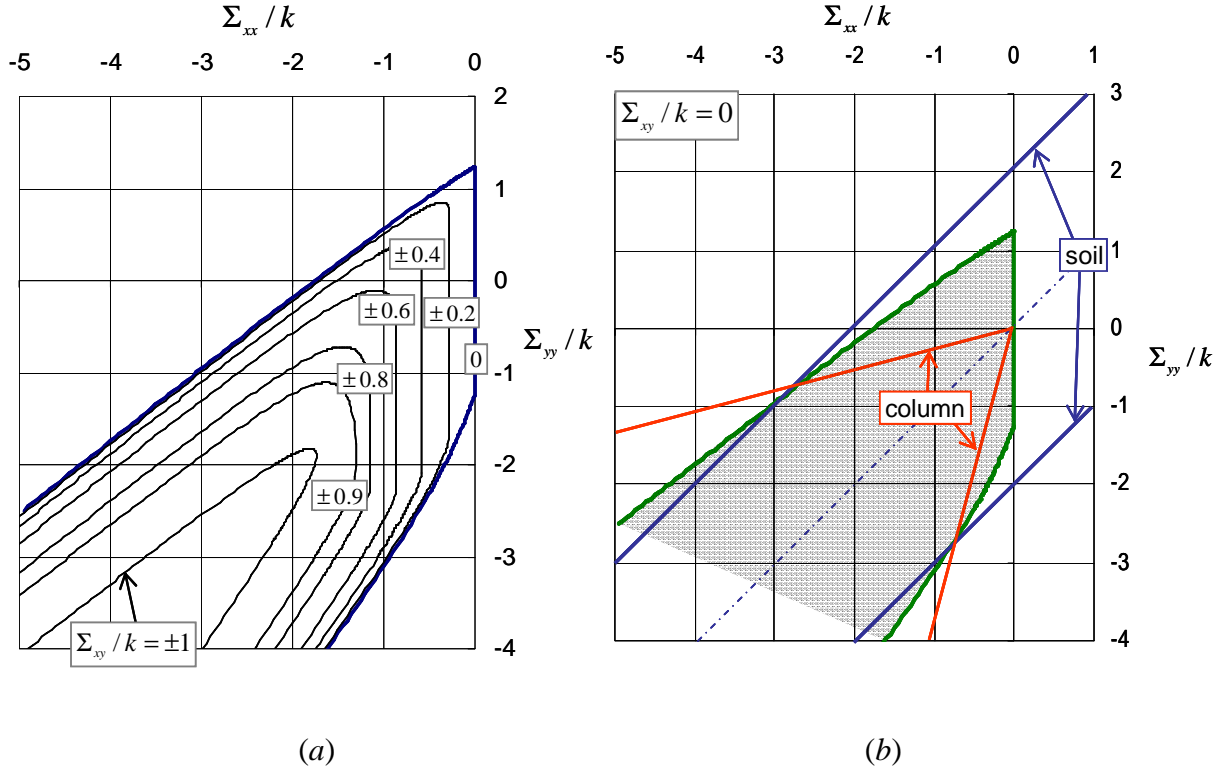 Σxx / k
-5 -4 -3 -2 -1 0
2
1
0
-1
-2
-3
-4
Σyy / k
±0.4
±0.6
±0.2
0
±0.8
±0.9
Σxy / k = ±1
(a)
Σxx / k
-5 -4 -3 -2 -1 0 1
3
2
1
0
-1
-2
-3
-4
Σxy / k = 0
soil
column
Σyy / k
(b)